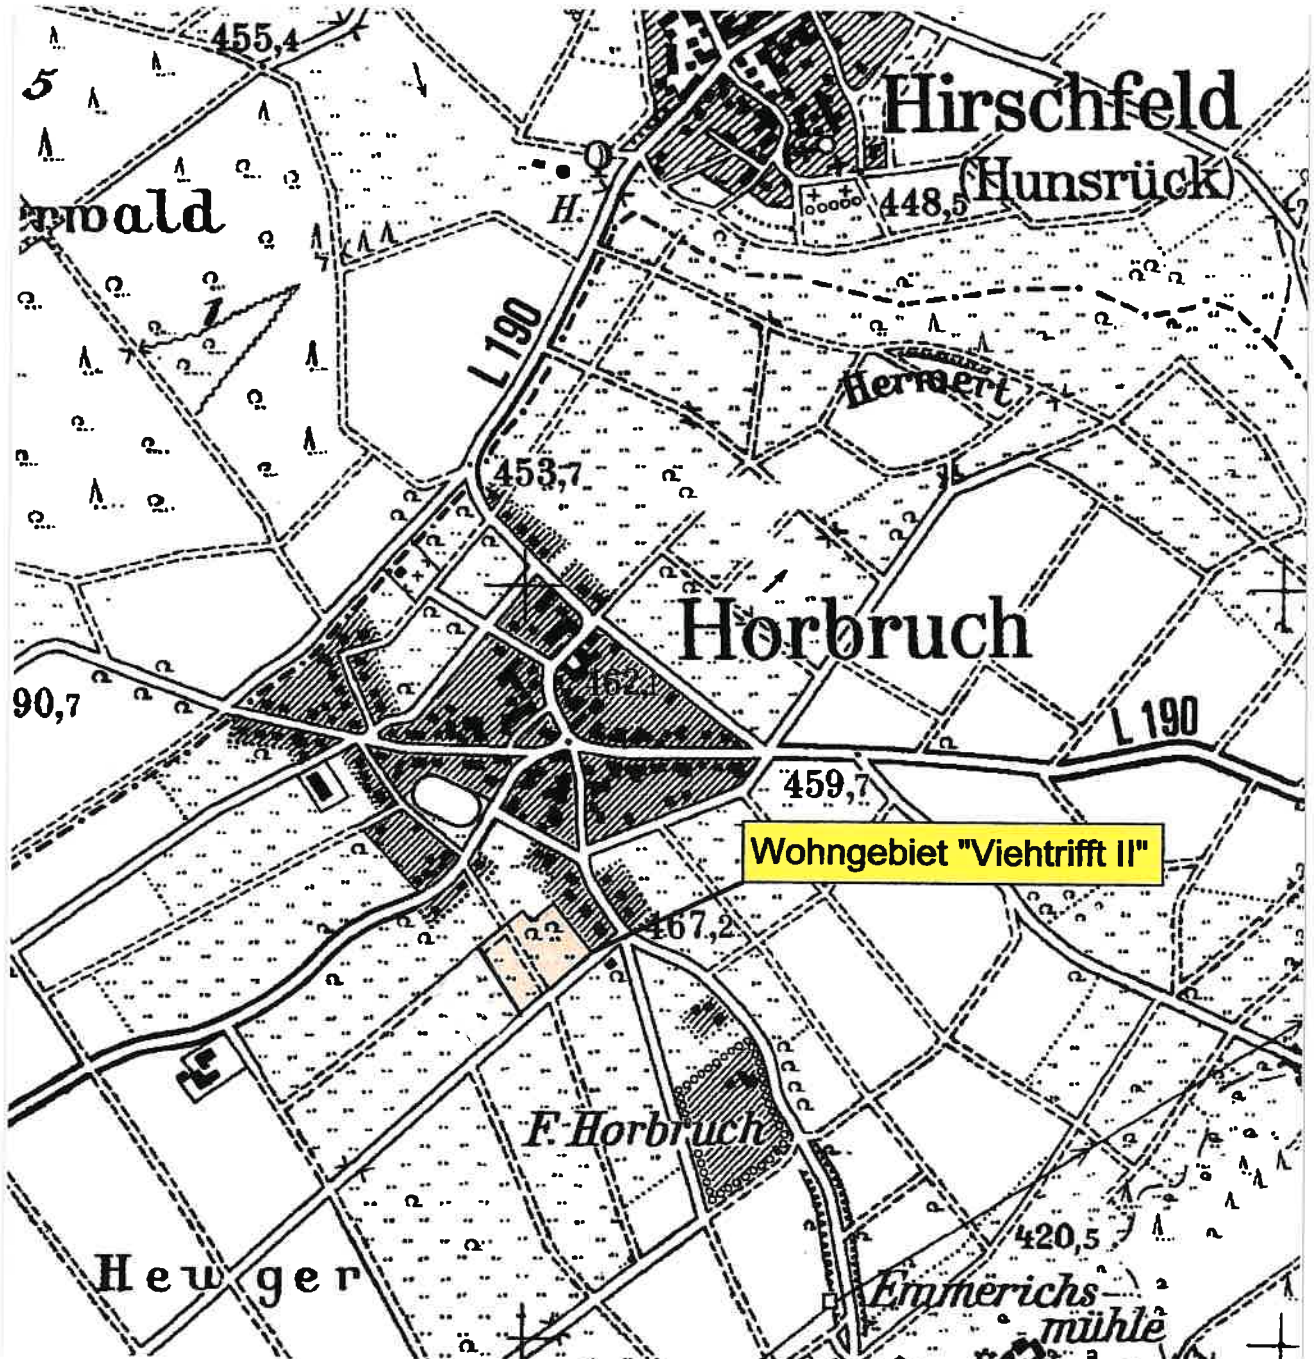 455,4
5
Hirschfeld
(Hunsrück)
448,5
H.
L 190
Hermert
453,7
Horbruch
462,1
90,7
L 190
459,7
Wohngebiet "Viehtrifft II"
467,2
F. Horbruch
420,5
Heuger
Emmerichs-
mühle